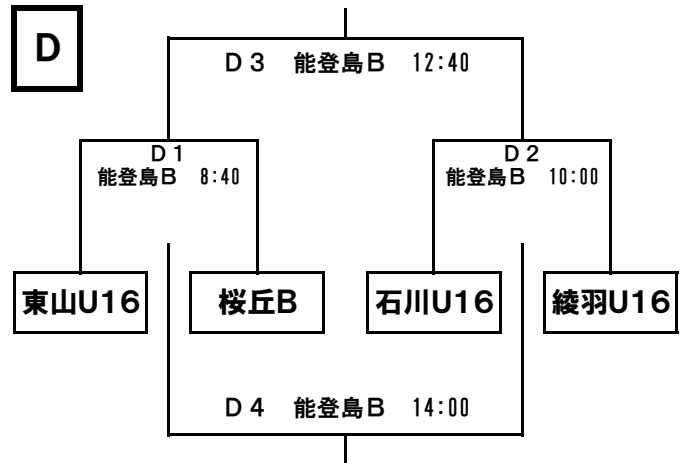 D
D3 能登島B 12:40
D1
能登島B 8:40
D2
能登島B 10:00
東山U16
桜丘B
石川U16
綾羽U16
D4 能登島B 14:00